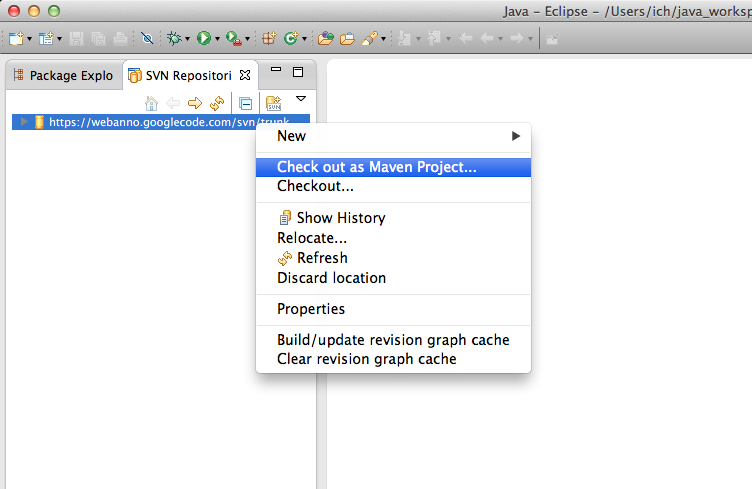 Java – Eclipse – /Users/ich/java_worksp
Package Explo
SVN Repositori
SVN
https://webanno.googlecode.com/svn/trunk
New
Check out as Maven Project...
Checkout...
Show History
Relocate...
Refresh
Discard location
Properties
Build/update revision graph cache
Clear revision graph cache